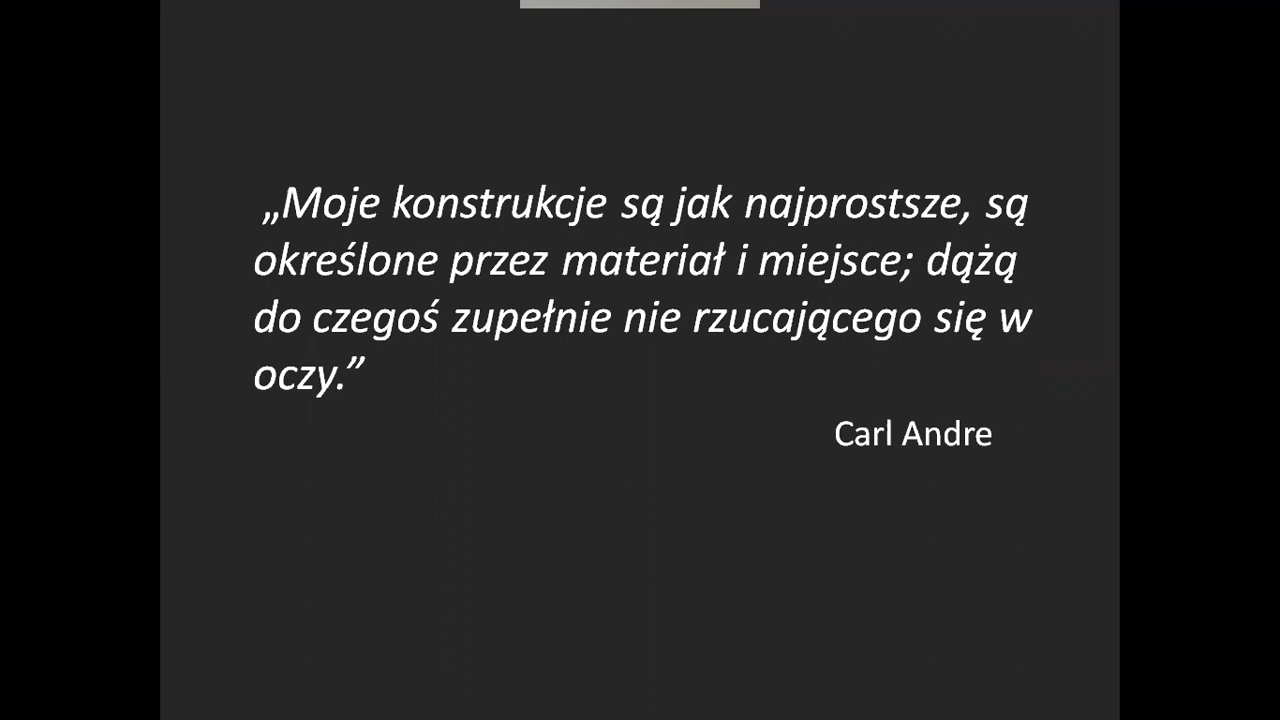 „Moje konstrukcje są jak najprostsze, są
określone przez materiał i miejsce; dążą
do czegoś zupełnie nie rzucającego się w
oczy.”
Carl Andre